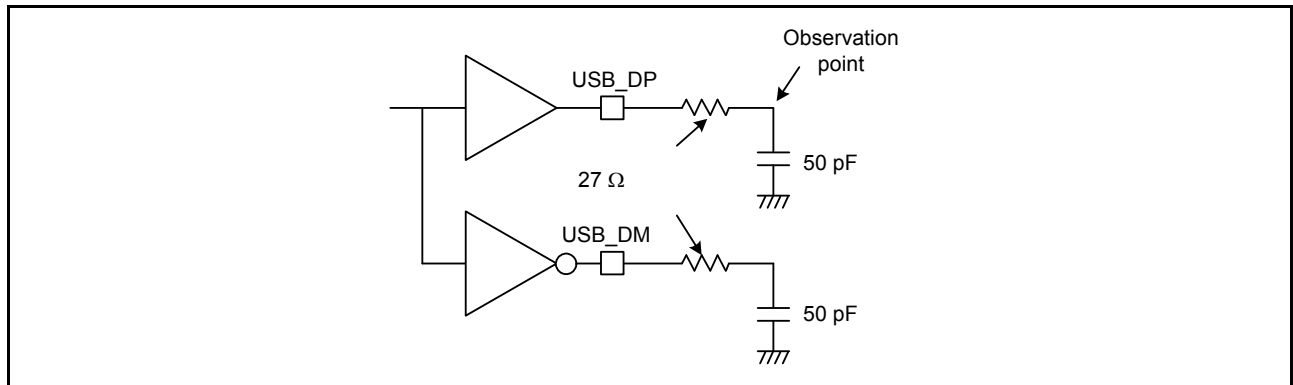 Observation
point
USB_DP
50 pF
27 Ω
USB_DM
50 pF